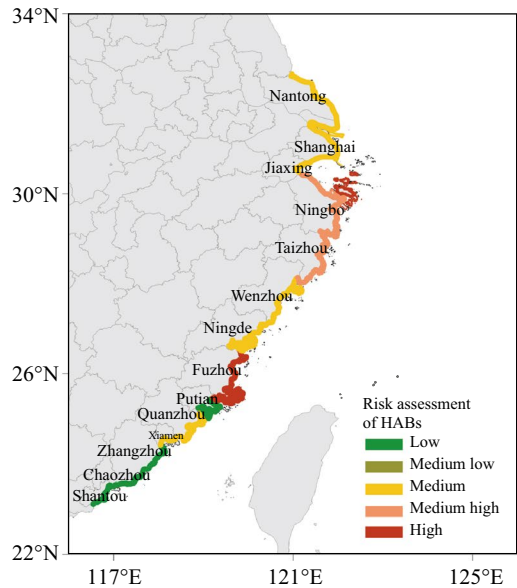 34°N
Nantong
Shanghai
Jiaxing
30°N
Ningbo
Taizhou
Wenzhou
Ningde
26°N
Fuzhou
Putian
Quanzhou
Xiamen
Zhangzhou
Chaozhou
Shantou
Risk assessment
of HABs
Low
Medium low
Medium
Medium high
High
22°N
117°E
121°E
125°E